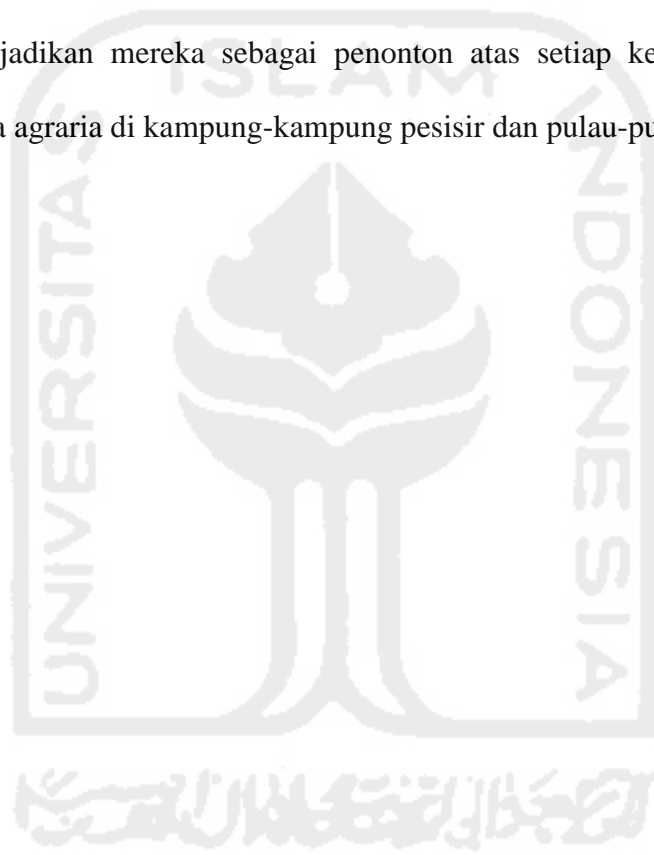 jadikan mereka sebagai penonton atas setiap ke
a agraria di kampung-kampung pesisir dan pulau-pu
UNIVERSITAS
ISLAM
INDONESIA